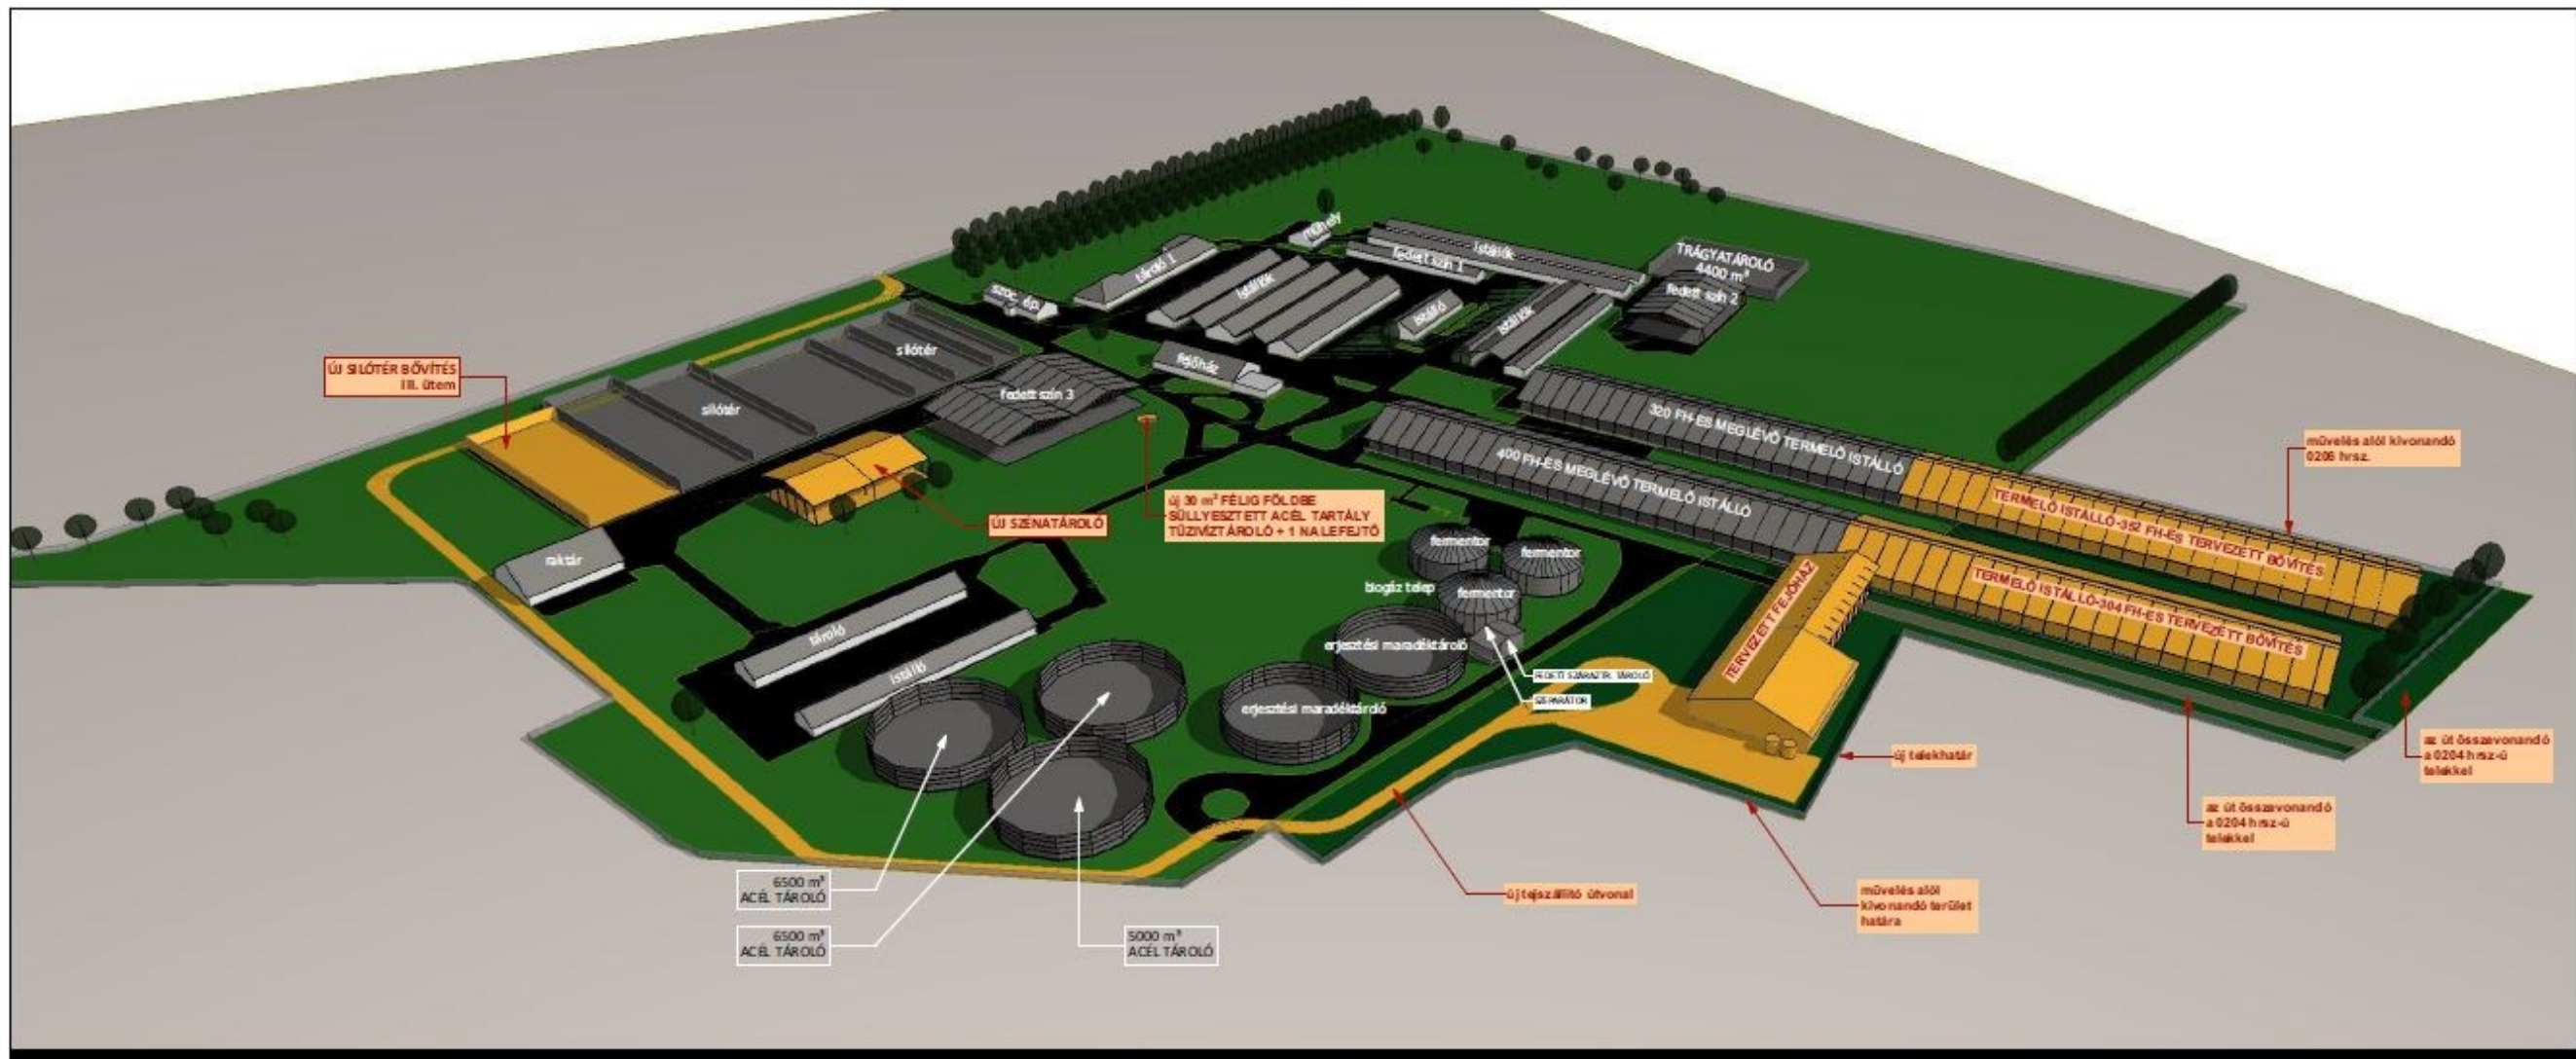 műhely
istállók
tároló 1
fedett szín 1
TRÁGYATÁROLÓ
4400 m³
szoc. ép.
istállók
fedett szín 2
istálló
istállók
silótér
fejőház
ÚJ SILÓTÉR BŐVÍTÉS
III. ütem
fedett szín 3
silótér
320 FH-ES MEGLÉVŐ TERMELŐ ISTÁLLÓ
400 FH-ES MEGLÉVŐ TERMELŐ ISTÁLLÓ
művelés alól kivonandó
0206 hrsz.
TERMELŐ ISTÁLLÓ-352 FH-ES TERVEZETT BŐVÍTÉS
ÚJ SZÉNATÁROLÓ
új 30 m³ FÉLIG FÖLDBE
SÜLLYESZTETT ACÉL TARTÁLY
TŰZIVÍZTÁROLÓ + 1 NA LEFEJTŐ
raktár
fermentor
fermentor
biogáz telep
fermentor
TERVEZETT FEJŐHÁZ
TERMELŐ ISTÁLLÓ-304 FH-ES TERVEZETT BŐVÍTÉS
tároló
erjesztési maradéktároló
istálló
FEDETT SZÁRAZTR. TÁROLÓ
SZEPARÁTOR
erjesztési maradéktároló
új telekhatár
az út összevonandó
a 0204 hrsz-ú
telekkel
az út összevonandó
a 0204 hrsz-ú
telekkel
6500 m³
ACÉL TÁROLÓ
új tejszállító útvonal
művelés alól
kivonandó terület
határa
6500 m³
ACÉL TÁROLÓ
5000 m³
ACÉL TÁROLÓ